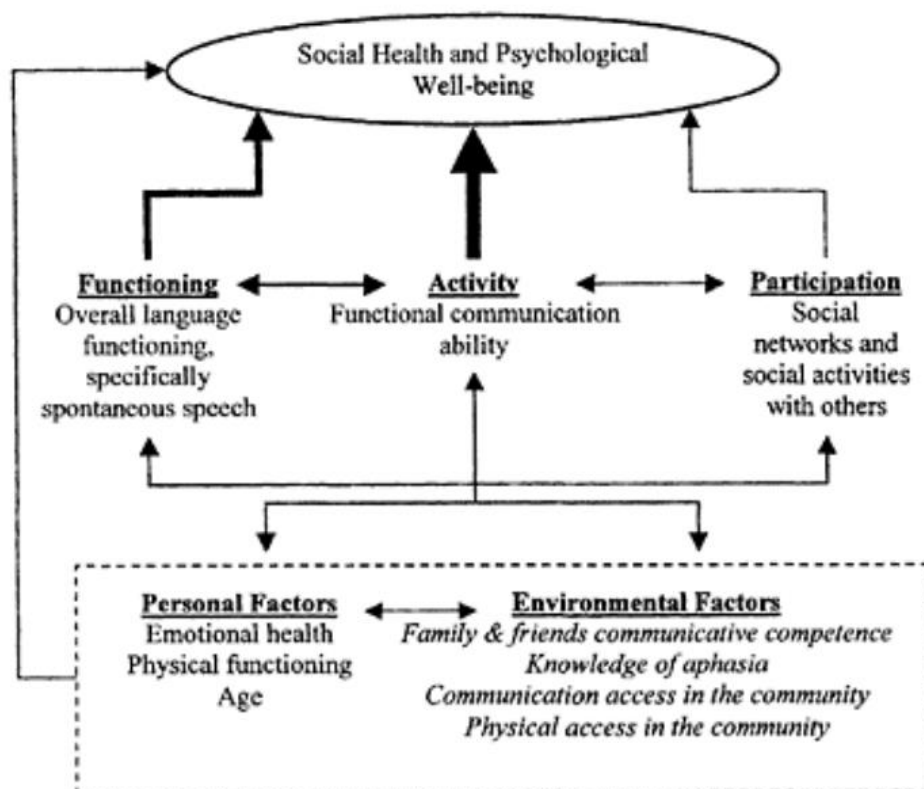 Social Health and Psychological
Well-being
Functioning
Overall language
functioning,
specifically
spontaneous speech
Activity
Functional communication
ability
Participation
Social
networks and
social activities
with others
Personal Factors
Emotional health
Physical functioning
Age
Environmental Factors
Family & friends communicative competence
Knowledge of aphasia
Communication access in the community
Physical access in the community